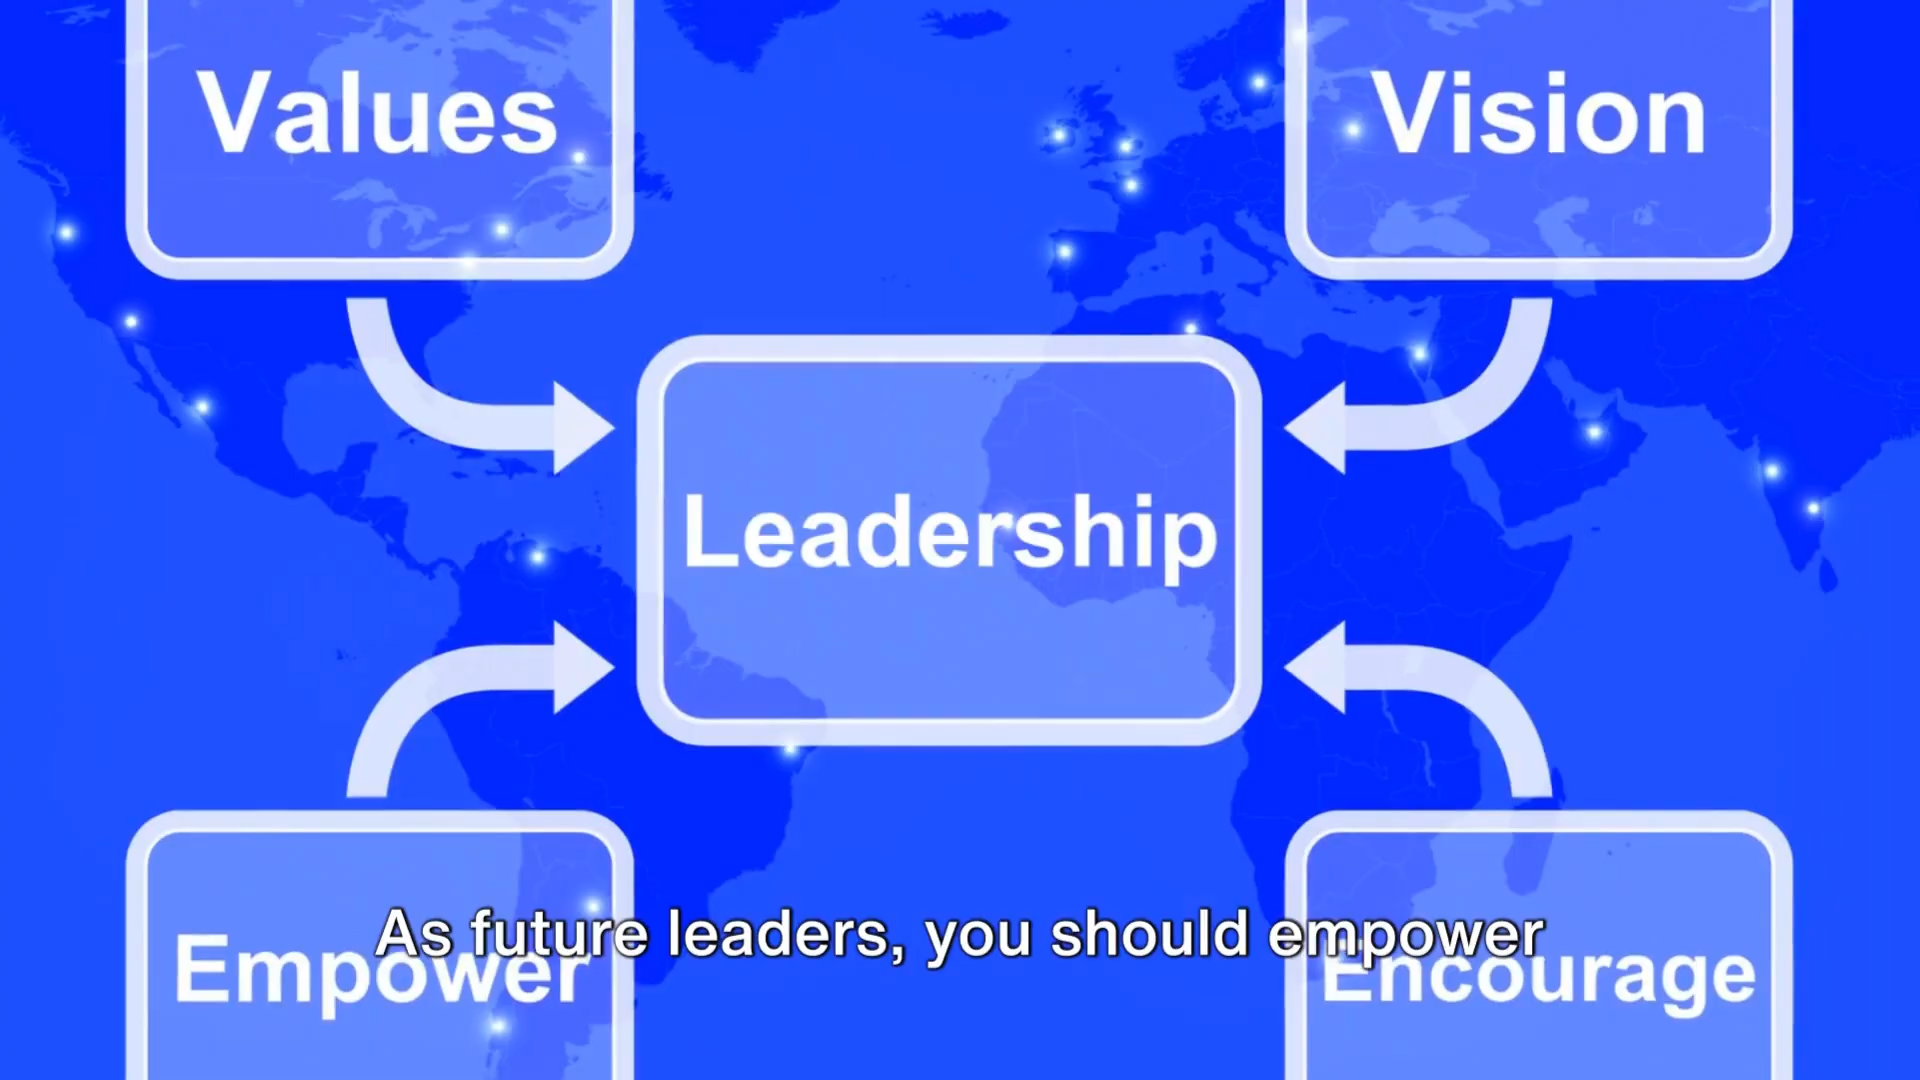 Values
Vision
Leadership
As future leaders, you should empower
Empower
Encourage